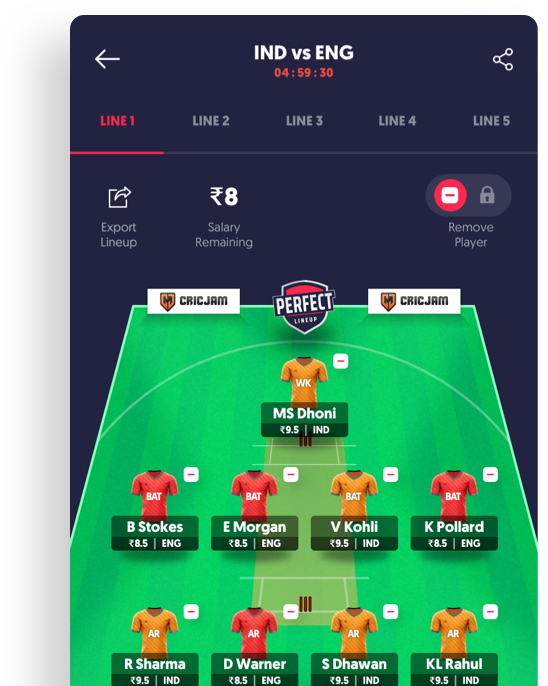 IND vs ENG
04 : 59 : 30
LINE 1 LINE 2 LINE 3 LINE 4 LINE 5
₹8
Export
Lineup
Salary
Remaining
Remove
Player
CRICJAM
PERFECT
LINEUP
CRICJAM
WK
MS Dhoni
₹9.5 | IND
BAT BAT BAT BAT
B Stokes E Morgan V Kohli K Pollard
₹8.5 | ENG ₹8.5 | ENG ₹9.5 | IND ₹8.5 | ENG
AR AR AR AR
R Sharma D Warner S Dhawan KL Rahul
₹9.5 | IND ₹8.5 | ENG ₹9.5 | IND ₹9.5 | IND